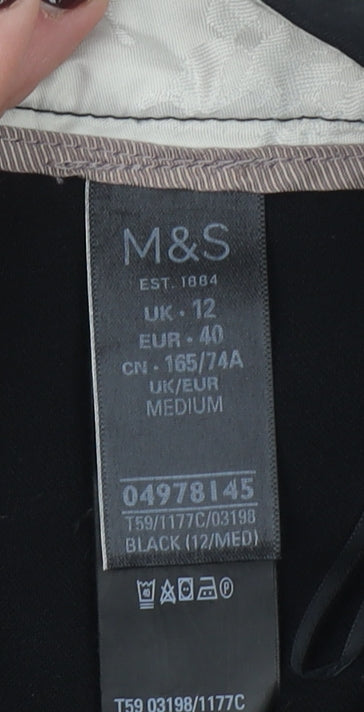 M&S
EST. 1884
UK • 12
EUR • 40
CN • 165/74A
UK/EUR
MEDIUM
04978145
T59/1177C/03198
BLACK (12/MED)
40
P
T59 03198/1177C